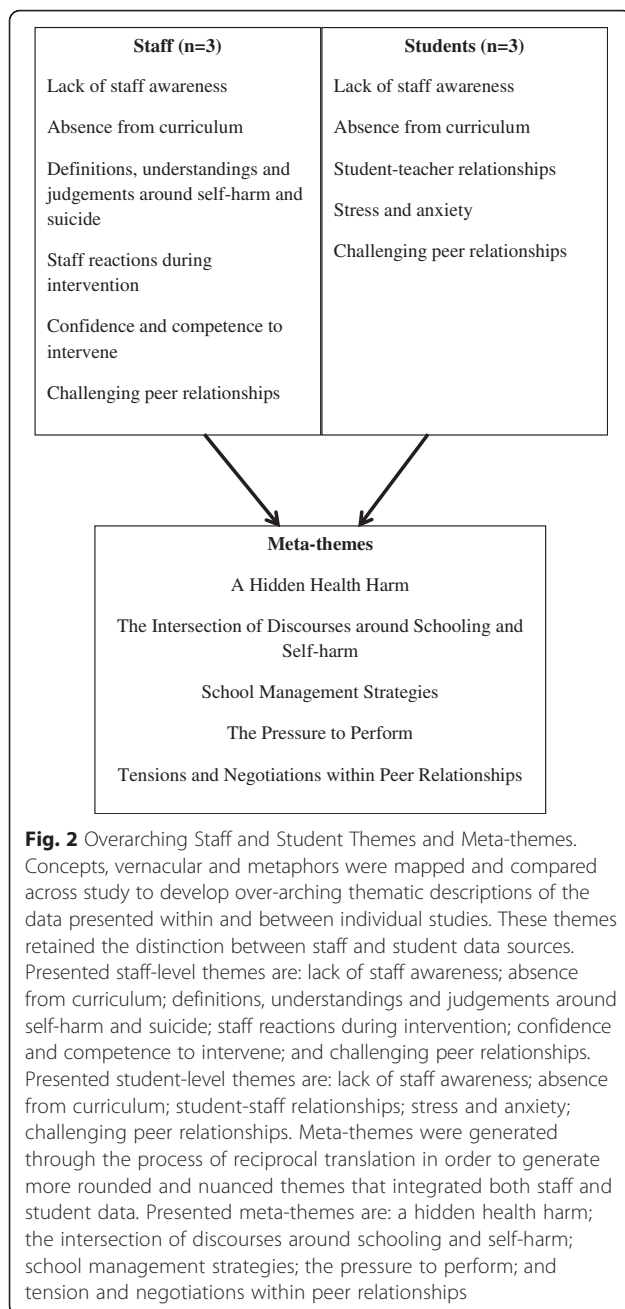 Staff (n=3)
Lack of staff awareness
Absence from curriculum
Definitions, understandings and
judgements around self-harm and
suicide
Staff reactions during
intervention
Confidence and competence to
intervene
Challenging peer relationships
Students (n=3)
Lack of staff awareness
Absence from curriculum
Student-teacher relationships
Stress and anxiety
Challenging peer relationships
Meta-themes
A Hidden Health Harm
The Intersection of Discourses around Schooling and
Self-harm
School Management Strategies
The Pressure to Perform
Tensions and Negotiations within Peer Relationships
Fig. 2 Overarching Staff and Student Themes and Meta-themes.
Concepts, vernacular and metaphors were mapped and compared
across study to develop over-arching thematic descriptions of the
data presented within and between individual studies. These themes
retained the distinction between staff and student data sources.
Presented staff-level themes are: lack of staff awareness; absence
from curriculum; definitions, understandings and judgements around
self-harm and suicide; staff reactions during intervention; confidence
and competence to intervene; and challenging peer relationships.
Presented student-level themes are: lack of staff awareness; absence
from curriculum; student-staff relationships; stress and anxiety;
challenging peer relationships. Meta-themes were generated
through the process of reciprocal translation in order to generate
more rounded and nuanced themes that integrated both staff and
student data. Presented meta-themes are: a hidden health harm;
the intersection of discourses around schooling and self-harm;
school management strategies; the pressure to perform; and
tension and negotiations within peer relationships